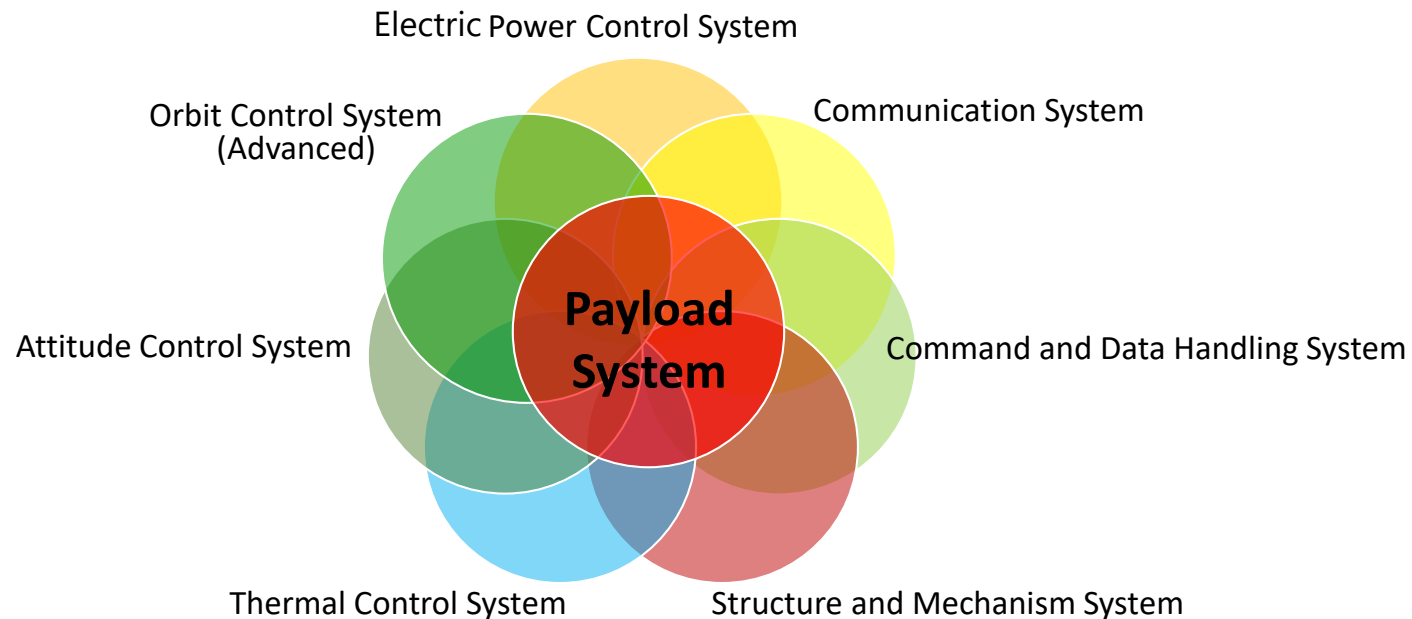 Electric Power Control System
Orbit Control System
(Advanced)
Communication System
Payload
System
Attitude Control System
Command and Data Handling System
Thermal Control System
Structure and Mechanism System